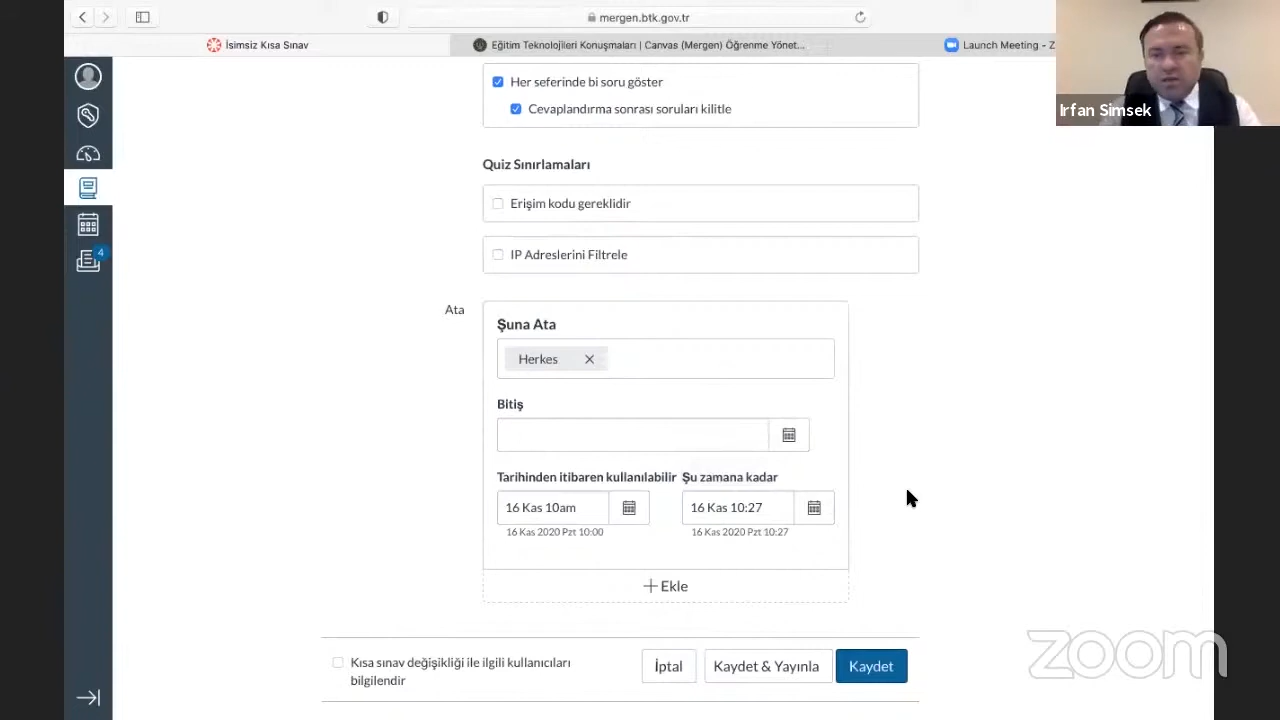 mergen.btk.gov.tr
İsimsiz Kısa Sınav
Eğitim Teknolojileri Konuşmaları | Canvas (Mergen) Öğrenme Yönet...
Launch Meeting - Z
Irfan Simsek
Her seferinde bi soru göster
Cevaplandırma sonrası soruları kilitle
Quiz Sınırlamaları
Erişim kodu gereklidir
IP Adreslerini Filtrele
4
Ata
Şuna Ata
Herkes
Bitiş
Tarihinden itibaren kullanılabilir Şu zamana kadar
16 Kas 10am 16 Kas 10:27
16 Kas 2020 Pzt 10:00 16 Kas 2020 Pzt 10:27
Ekle
Kısa sınav değişikliği ile ilgili kullanıcıları
bilgilendir
İptal Kaydet & Yayınla Kaydet
zoom